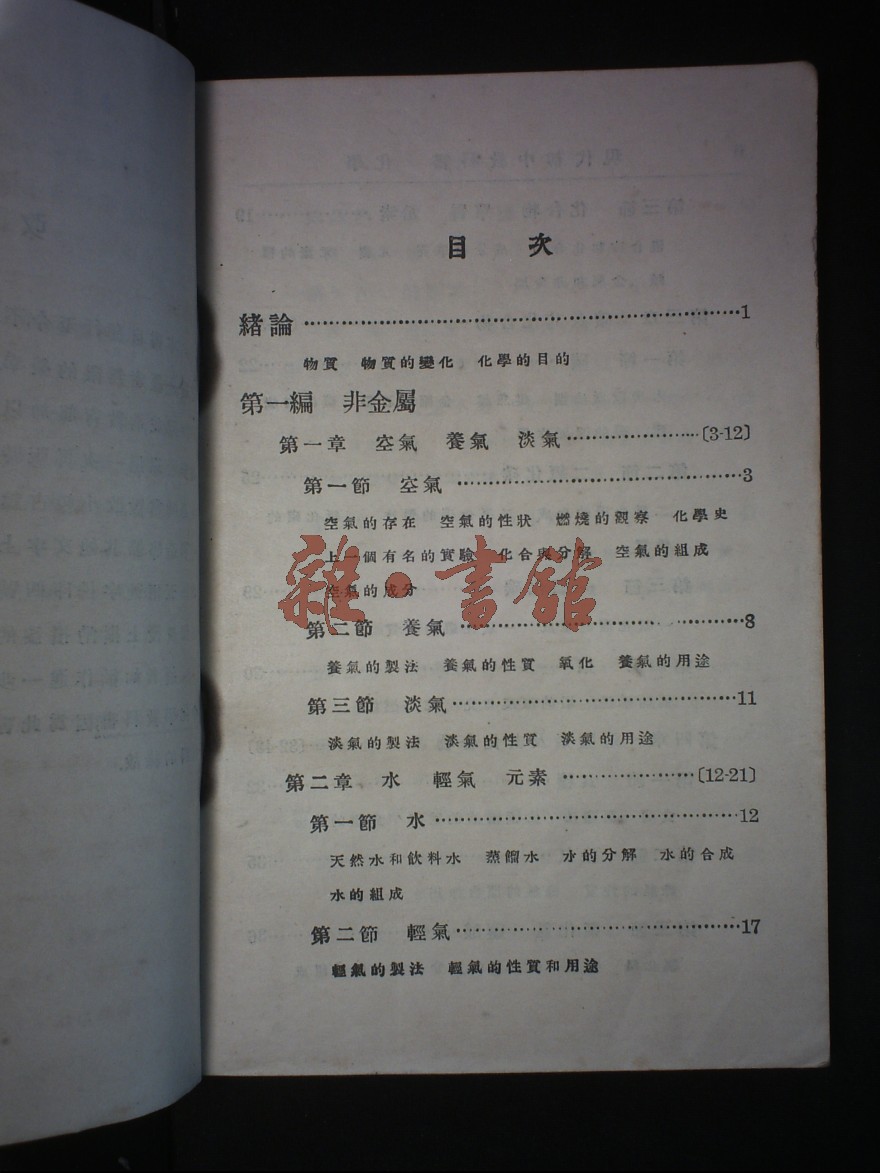 目次
緒論……1
物質 物質的變化 化學的目的
第一編 非金屬
第一章 空氣 養氣 淡氣……〔3-12〕
第一節 空氣……3
空氣的存在 空氣的性狀 燃燒的觀察 化學史
上一個有名的實驗 化合與分解 空氣的組成
空氣的成分
雜·書館
第二節 養氣……8
養氣的製法 養氣的性質 氧化 養氣的用途
第三節 淡氣……11
淡氣的製法 淡氣的性質 淡氣的用途
第二章 水 輕氣 元素……〔12-21〕
第一節 水……12
天然水和飲料水 蒸餾水 水的分解 水的合成
水的組成
第二節 輕氣……17
輕氣的製法 輕氣的性質和用途